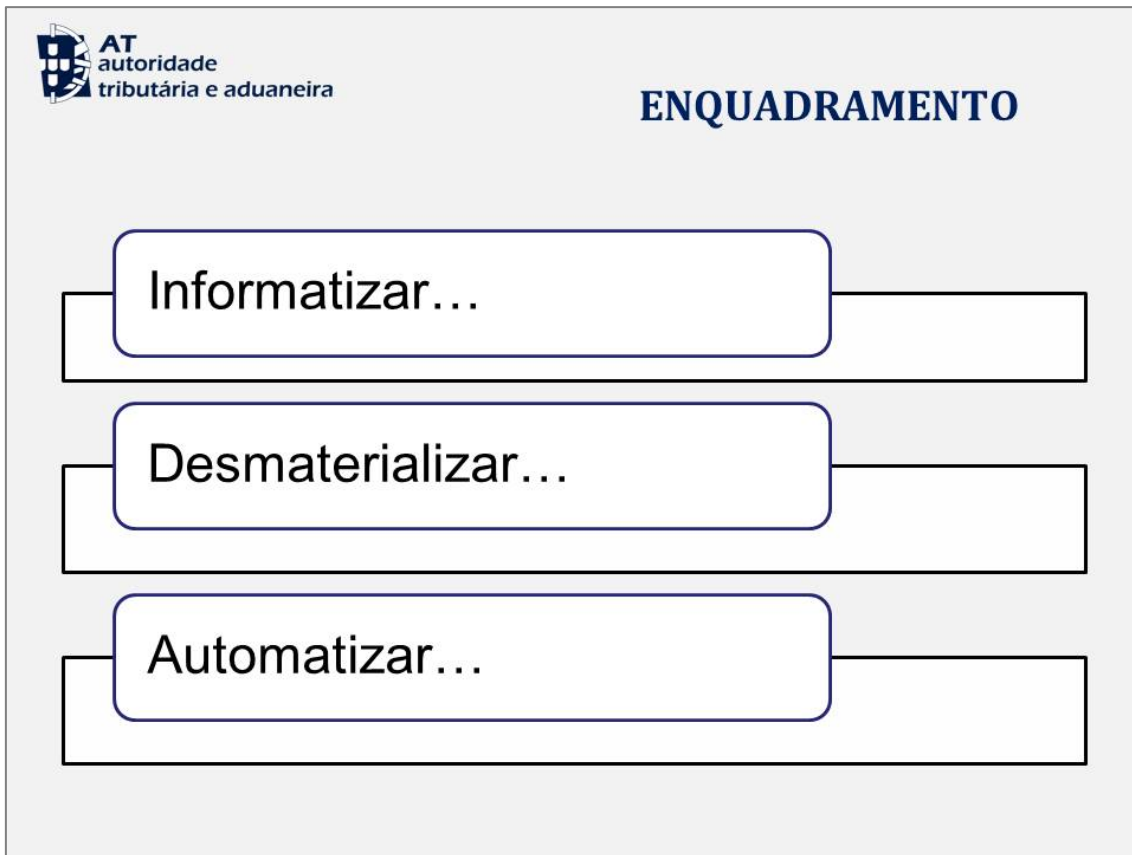 AT
autoridade
tributária e aduaneira
ENQUADRAMENTO
Informatizar…
Desmaterializar…
Automatizar…